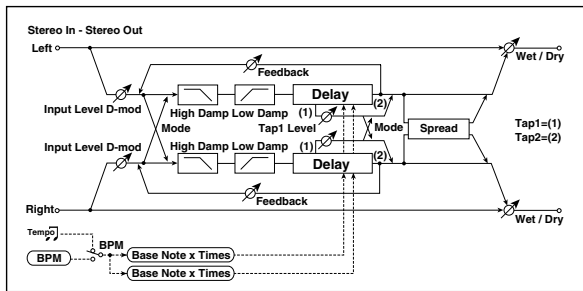 Stereo In - Stereo Out
Left
Wet / Dry
Feedback
Input Level D-mod
High Damp Low Damp
Delay
(1)
(2)
Mode
Tap1 Level
Mode
Spread
Tap1=(1)
Tap2=(2)
Input Level D-mod
High Damp Low Damp
(1)
Delay
(2)
Feedback
Right
Wet / Dry
Tempo
BPM
BPM
Base Note x Times
Base Note x Times